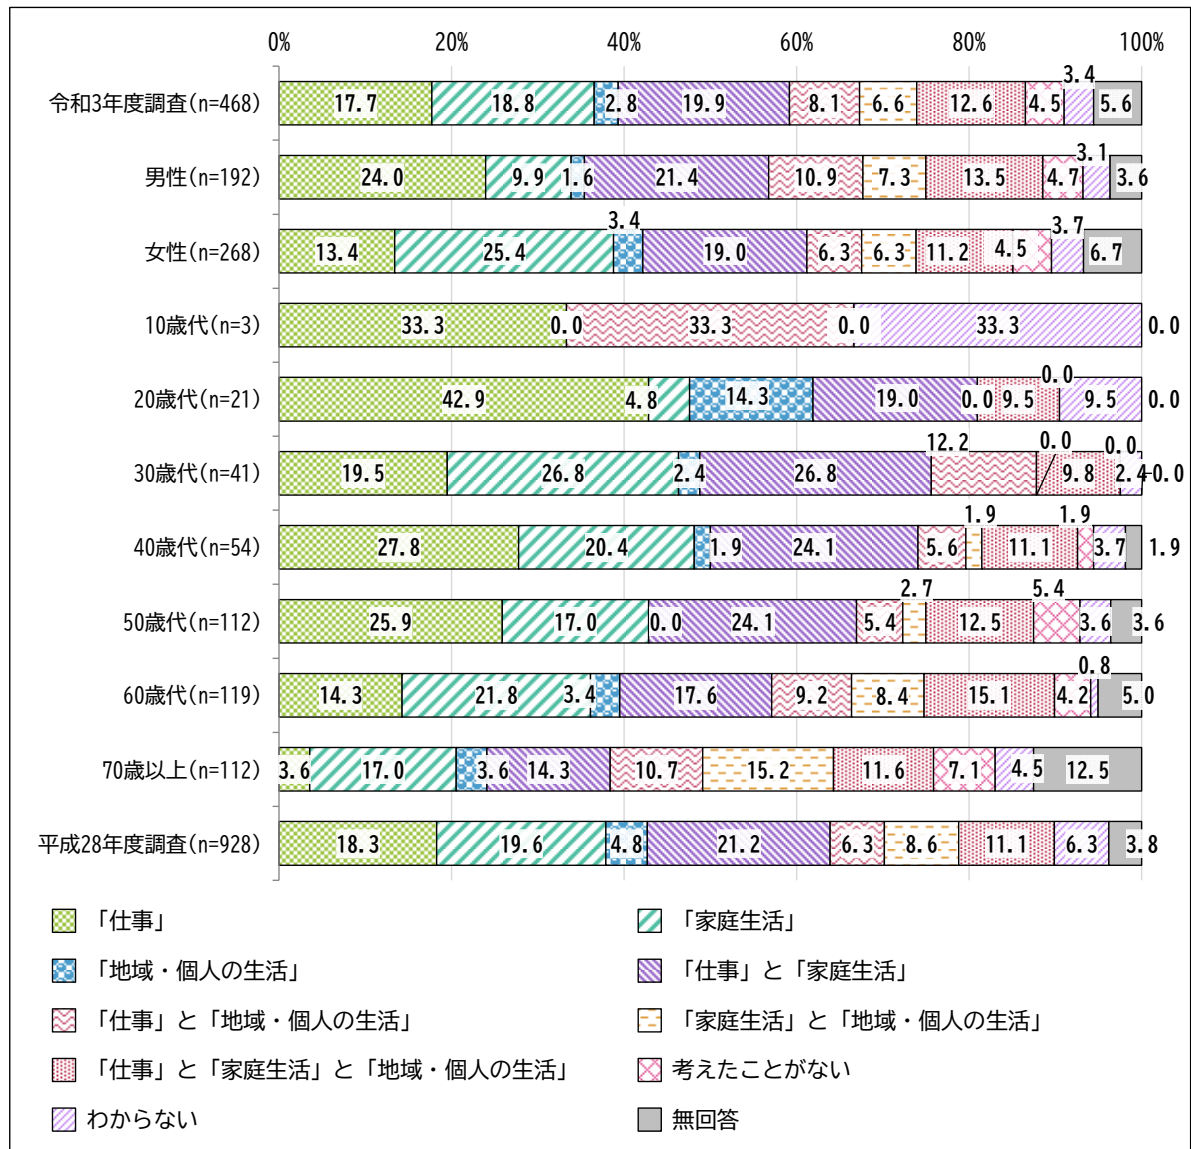 0% 20% 40% 60% 80% 100%
令和3年度調査(n=468) 17.7 18.8 2.8 19.9 8.1 6.6 12.6 4.5 3.4 5.6
男性(n=192) 24.0 9.9 1.6 21.4 10.9 7.3 13.5 4.7 3.1 3.6
女性(n=268) 13.4 25.4 3.4 19.0 6.3 6.3 11.2 4.5 3.7 6.7
10歳代(n=3) 33.3 0.0 33.3 0.0 33.3 0.0
20歳代(n=21) 42.9 4.8 14.3 19.0 0.0 9.5 0.0 9.5 0.0
30歳代(n=41) 19.5 26.8 2.4 26.8 12.2 0.0 9.8 0.0 2.4 0.0
40歳代(n=54) 27.8 20.4 1.9 24.1 5.6 1.9 11.1 1.9 3.7 1.9
50歳代(n=112) 25.9 17.0 0.0 24.1 5.4 2.7 12.5 5.4 3.6 3.6
60歳代(n=119) 14.3 21.8 3.4 17.6 9.2 8.4 15.1 4.2 0.8 5.0
70歳以上(n=112) 3.6 17.0 3.6 14.3 10.7 15.2 11.6 7.1 4.5 12.5
平成28年度調査(n=928) 18.3 19.6 4.8 21.2 6.3 8.6 11.1 6.3 3.8
「仕事」 「家庭生活」
「地域・個人の生活」 「仕事」と「家庭生活」
「仕事」と「地域・個人の生活」 「家庭生活」と「地域・個人の生活」
「仕事」と「家庭生活」と「地域・個人の生活」 考えたことがない
わからない 無回答